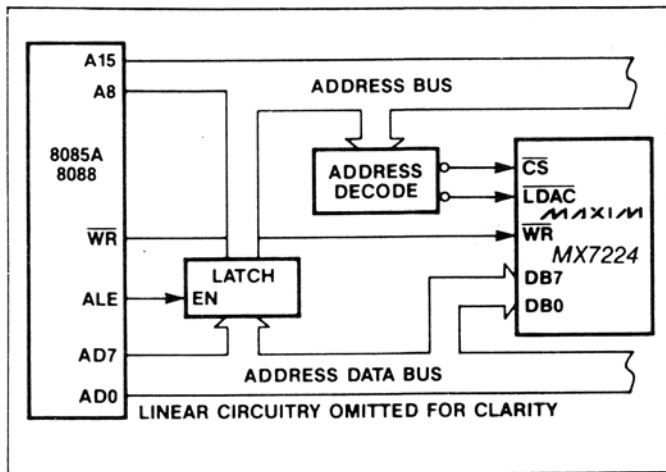 A15
A8
ADDRESS BUS
8085A
8088
ADDRESS
DECODE
CS
LDAC
MAXIM
WR
MX7224
WR
LATCH
DB7
ALE
EN
DB0
AD7
ADDRESS DATA BUS
AD0
LINEAR CIRCUITRY OMITTED FOR CLARITY